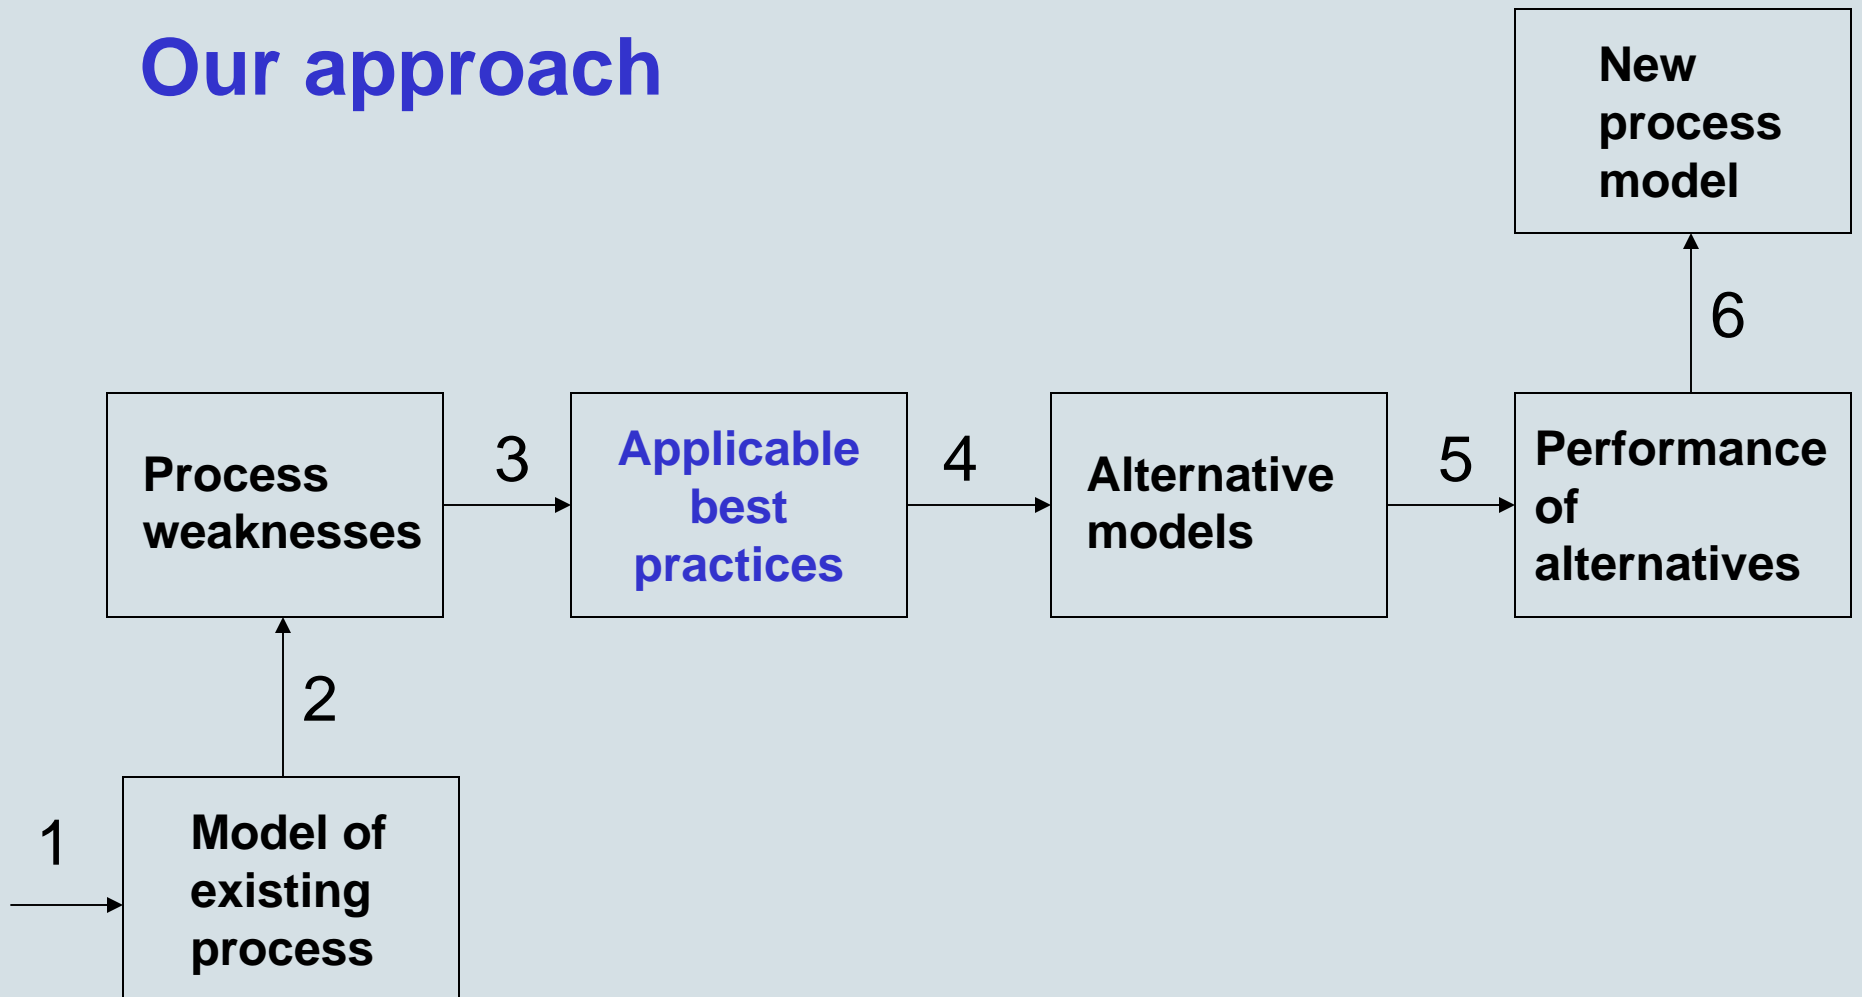 Our approach
New
process
model
6
Process
weaknesses
3
Applicable
best
practices
4
Alternative
models
5
Performance
of
alternatives
2
1
Model of
existing
process